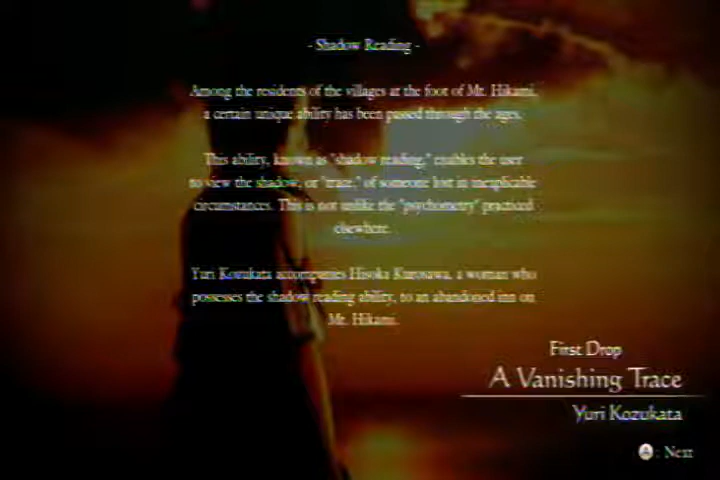 - Shadow Reading -
Among the residents of the villages at the foot of Mt. Hikami,
a certain unique ability has been passed through the ages.
This ability, known as "shadow reading," enables the user
to view the shadow, or "trace," of someone lost in inexplicable
circumstances. This is not unlike the "psychometry" practiced
elsewhere.
Yuri Kozukata accompanies Hisoka Kurosawa, a woman who
possesses the shadow reading ability, to an abandoned inn on
Mt. Hikami.
First Drop
A Vanishing Trace
Yuri Kozukata
A : Next